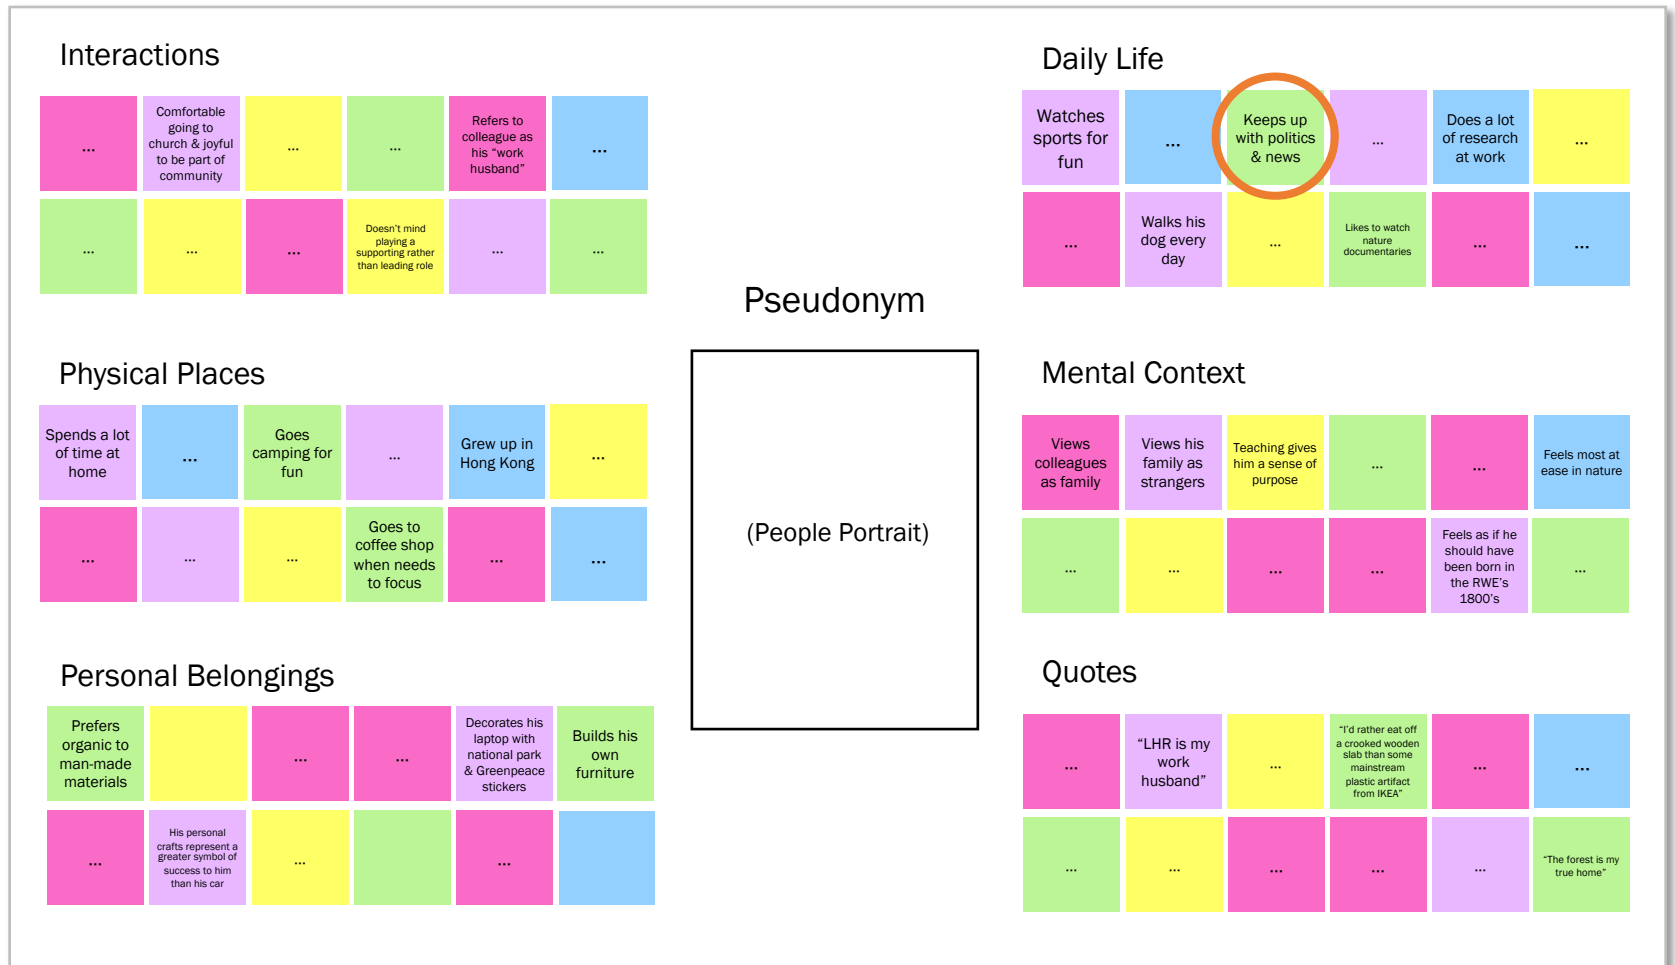 Interactions
...
Comfortable
going to
church & joyful
to be part of
community
...
...
Refers to
colleague as
his “work
husband”
...
...
...
...
Doesn't mind
playing a
supporting rather
than leading role
...
...
Physical Places
Spends a lot
of time at
home
...
Goes
camping for
fun
...
Grew up in
Hong Kong
...
...
...
...
Goes to
coffee shop
when needs
to focus
...
...
Personal Belongings
Prefers
organic to
man-made
materials
...
...
Decorates his
laptop with
national park
& Greenpeace
stickers
Builds his
own
furniture
...
His personal
crafts represent a
greater symbol of
success to him
than his car
...
...
Pseudonym
(People Portrait)
Daily Life
Watches
sports for
fun
...
Keeps up
with politics
& news
...
Does a lot
of research
at work
...
...
Walks his
dog every
day
...
Likes to watch
nature
documentaries
...
...
Mental Context
Views
colleagues
as family
Views his
family as
strangers
Teaching gives
him a sense of
purpose
...
...
Feels most at
ease in nature
...
...
...
...
Feels as if he
should have
been born in
the RWE's
1800's
...
Quotes
...
“LHR is my
work
husband”
...
“I'd rather eat off
a crooked wooden
slab than some
mainstream
plastic artifact
from IKEA”
...
...
...
...
...
...
...
“The forest is my
true home”